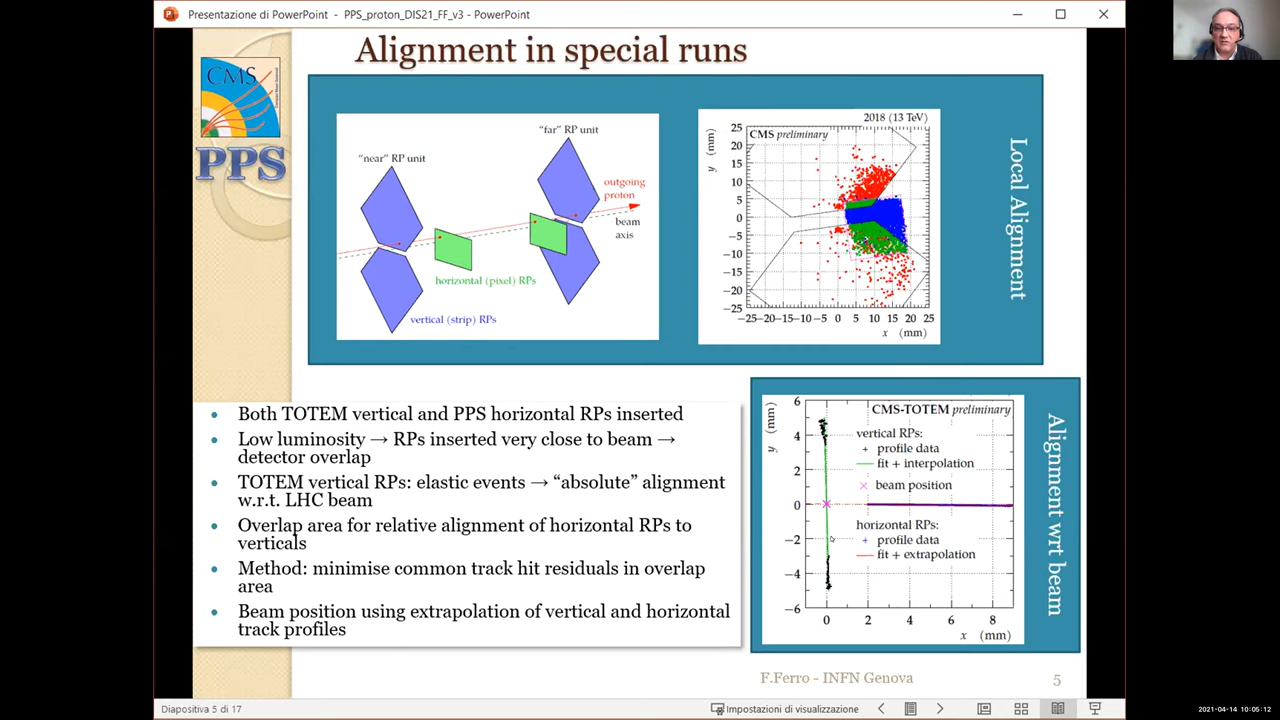 Presentazione di PowerPoint - PPS_proton_DIS21_FF_v3 - PowerPoint
Alignment in special runs
CMS
PPS
"far" RP unit
"near" RP unit
outgoing
proton
beam
axis
horizontal (pixel) RPs
vertical (strip) RPs
2018 (13 TeV)
CMS preliminary
y (mm)
25
20
15
10
5
0
−5
−10
−15
−20
−25
−25−20−15−10−5 0 5 10 15 20 25
x (mm)
Local Alignment
• Both TOTEM vertical and PPS horizontal RPs inserted
• Low luminosity → RPs inserted very close to beam →
detector overlap
• TOTEM vertical RPs: elastic events → "absolute" alignment
w.r.t. LHC beam
• Overlap area for relative alignment of horizontal RPs to
verticals
• Method: minimise common track hit residuals in overlap
area
• Beam position using extrapolation of vertical and horizontal
track profiles
CMS-TOTEM preliminary
y (mm)
6
4
2
0
−2
−4
−6
vertical RPs:
profile data
fit + interpolation
beam position
horizontal RPs:
profile data
fit + extrapolation
0 2 4 6 8
x (mm)
Alignment wrt beam
F.Ferro - INFN Genova
5
Diapositiva 5 di 17
Impostazioni di visualizzazione
2021-04-14 10:05:12